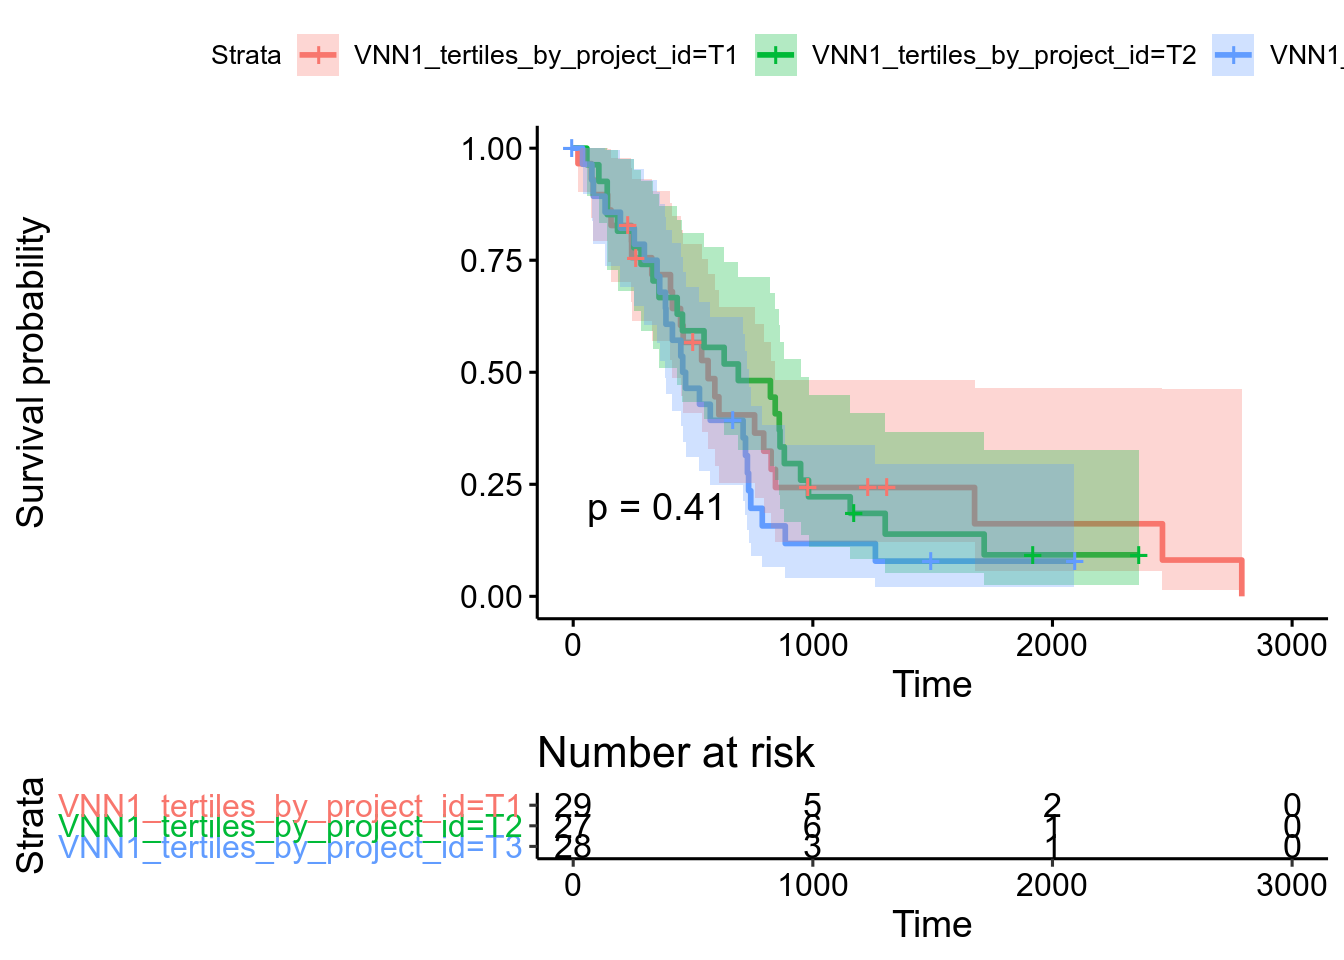 Strata VNN1_tertiles_by_project_id=T1 VNN1_tertiles_by_project_id=T2 VNN1_
Survival probability
1.00
0.75
0.50
0.25
0.00
p = 0.41
0 1000 2000 3000
Time
Number at risk
Strata
VNN1_tertiles_by_project_id=T1 29 5 2 0
VNN1_tertiles_by_project_id=T2 27 6 1 0
VNN1_tertiles_by_project_id=T3 28 3 1 0
0 1000 2000 3000
Time